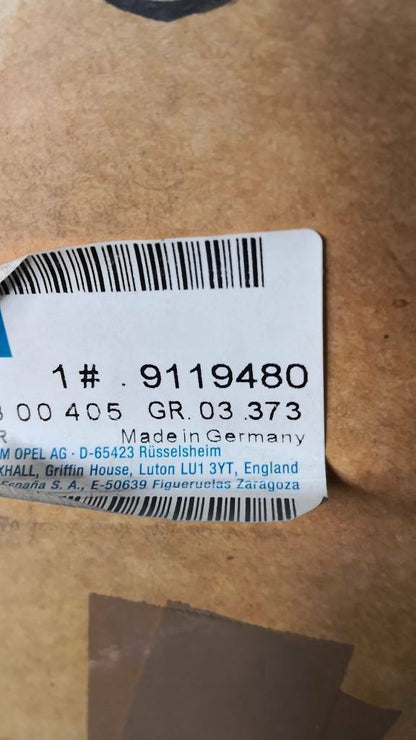 1# . 9119480
00 405 GR. 03.373
R Made in Germany
M OPEL AG · D-65423 Rüsselsheim
XHALL, Griffin House, Luton LU1 3YT, England
España S. A., E-50639 Figueruelas Zaragoza